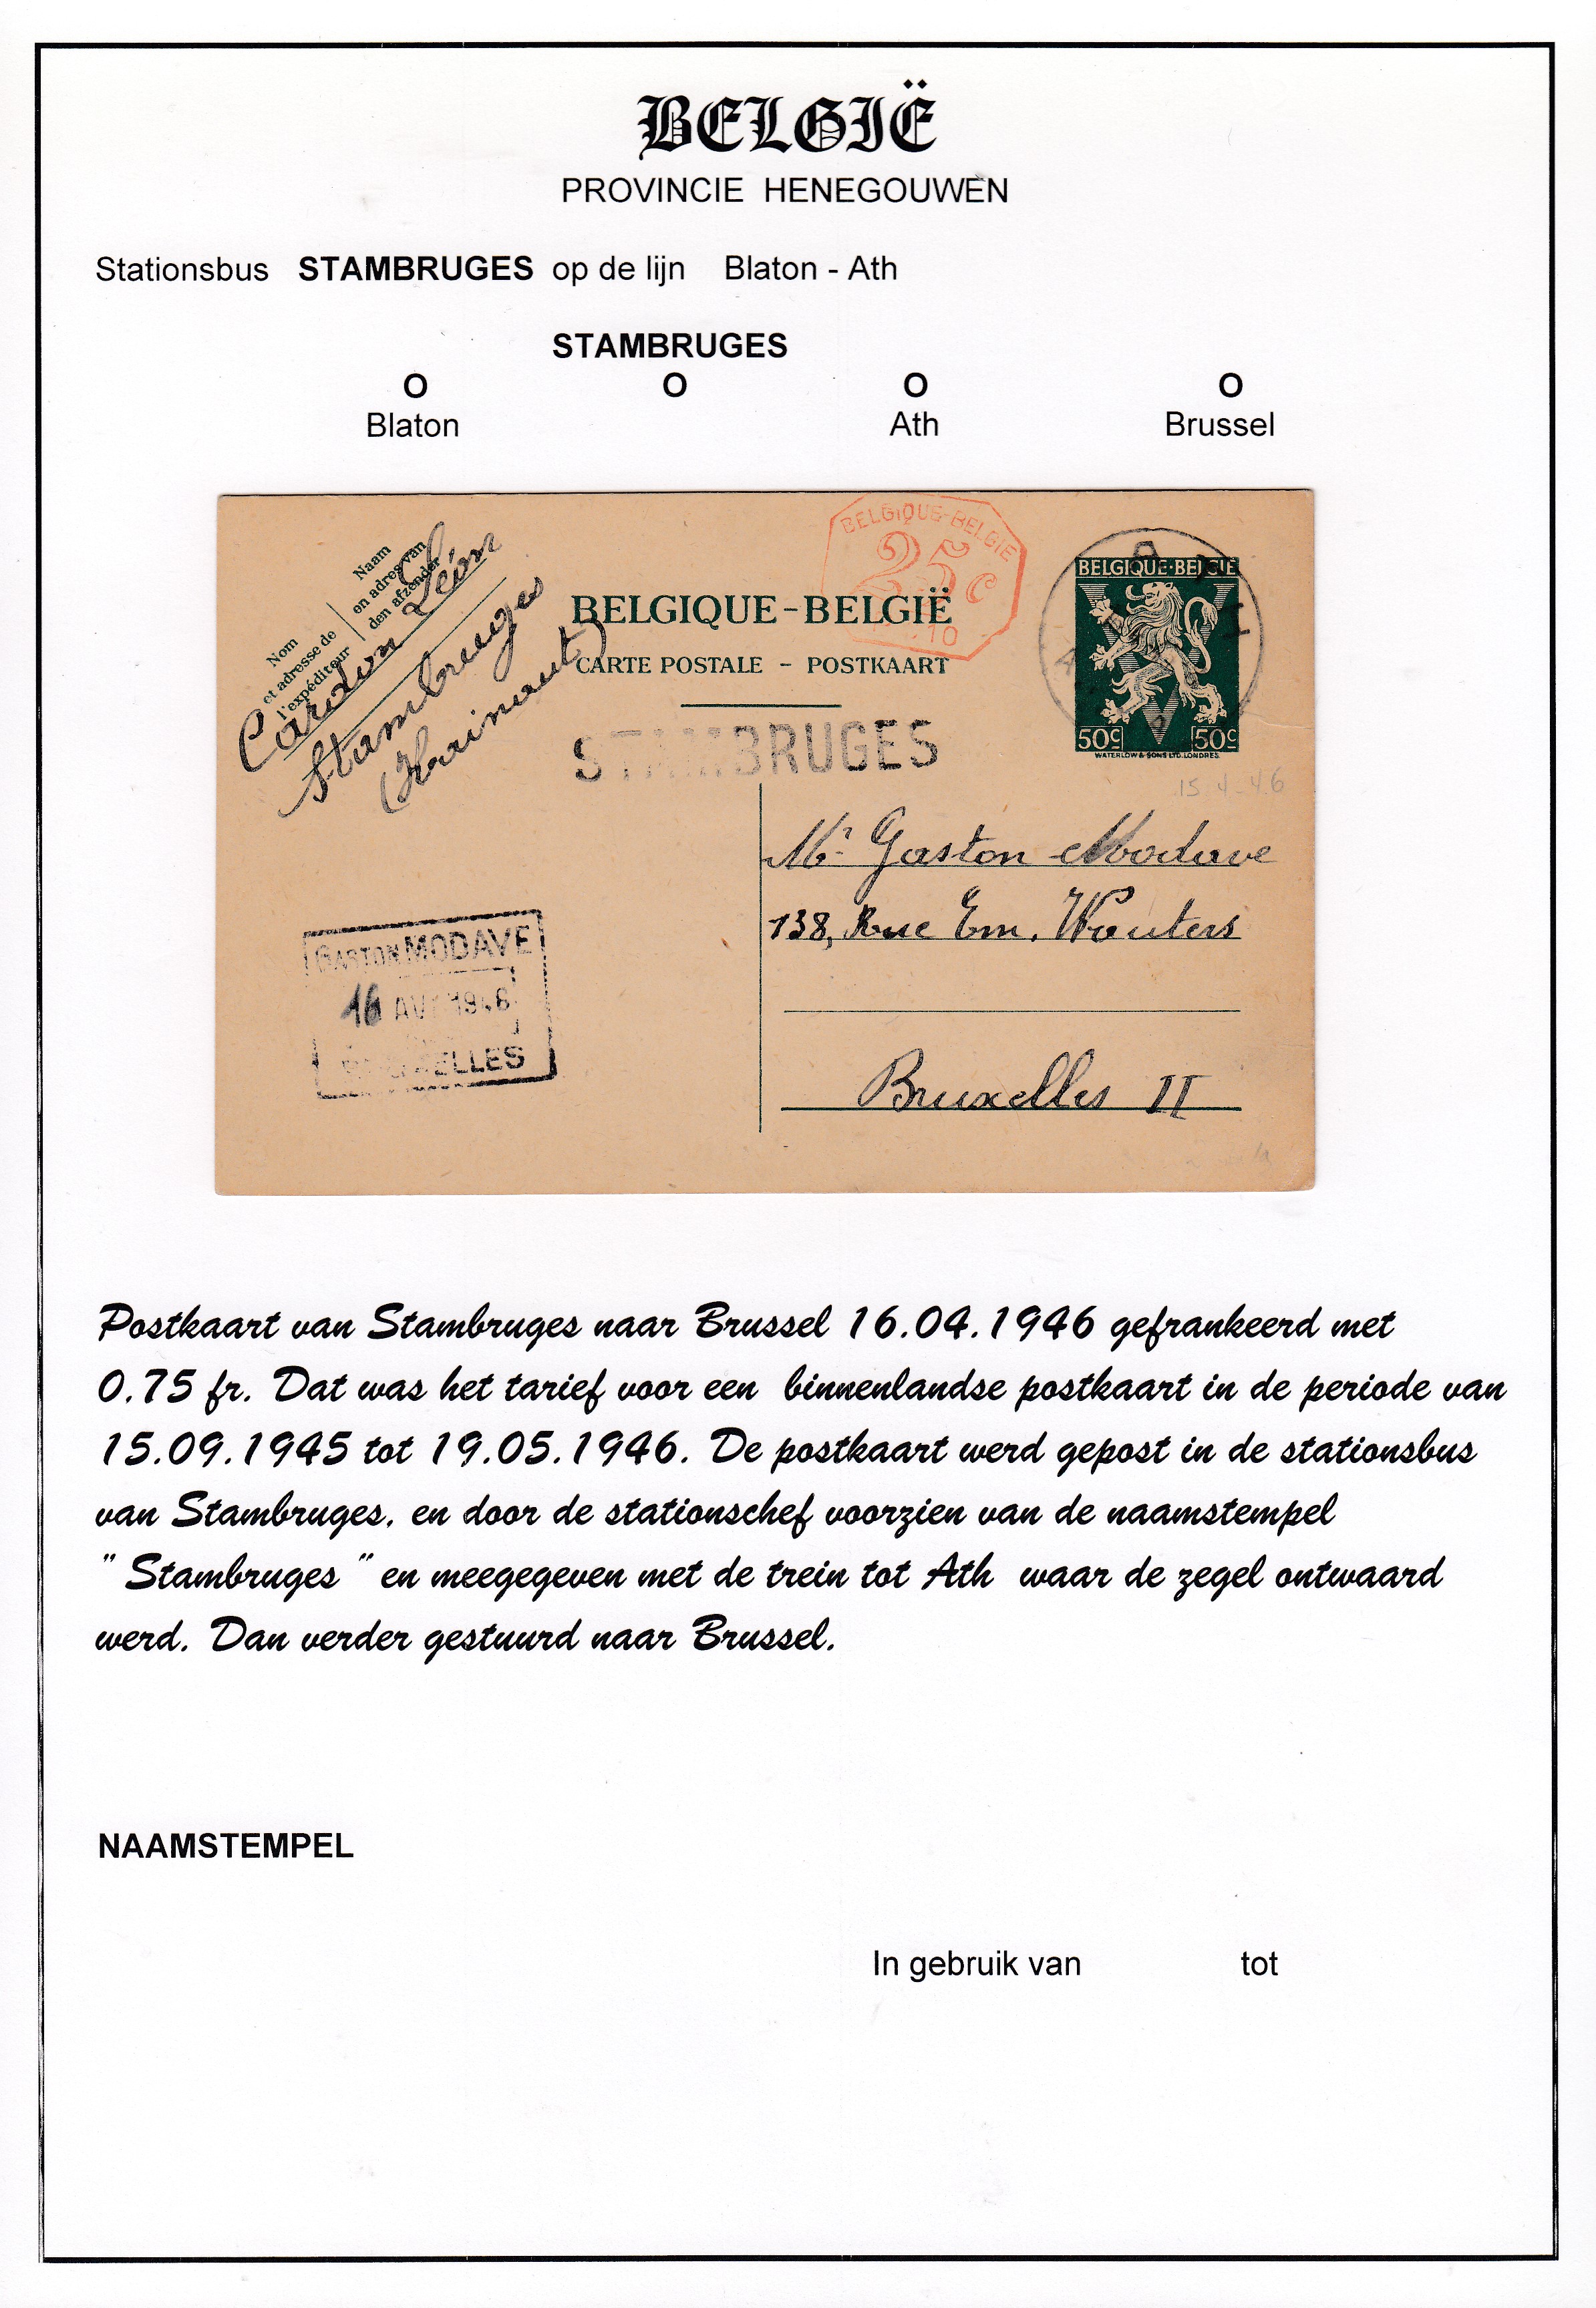 BELGIË
PROVINCIE HENEGOUWEN
Stationsbus STAMBRUGES op de lijn Blaton - Ath
STAMBRUGES
O O O O
Blaton Ath Brussel
Nom
et adresse de
l'expéditeur
Naam
en adres van
den afzender
Cardon Léon
Stambruges
(Hainaut)
BELGIQUE-BELGIE
25 c
10
BELGIQUE-BELGIË
CARTE POSTALE - POSTKAART
BELGIQUE·BELGIË
50c 50c
WATERLOW & SONS LTD. LONDRES.
STAMBRUGES
15 4-46
Mr Gaston Modave
138, Rue Em. Wouters
Bruxelles II
GASTON MODAVE
16 AVR 1946
BRUXELLES
Postkaart van Stambruges naar Brussel 16.04.1946 gefrankeerd met
0.75 fr. Dat was het tarief voor een binnenlandse postkaart in de periode van
15.09.1945 tot 19.05.1946. De postkaart werd gepost in de stationsbus
van Stambruges, en door de stationschef voorzien van de naamstempel
" Stambruges " en meegegeven met de trein tot Ath waar de zegel ontwaard
werd. Dan verder gestuurd naar Brussel.
NAAMSTEMPEL
In gebruik van tot